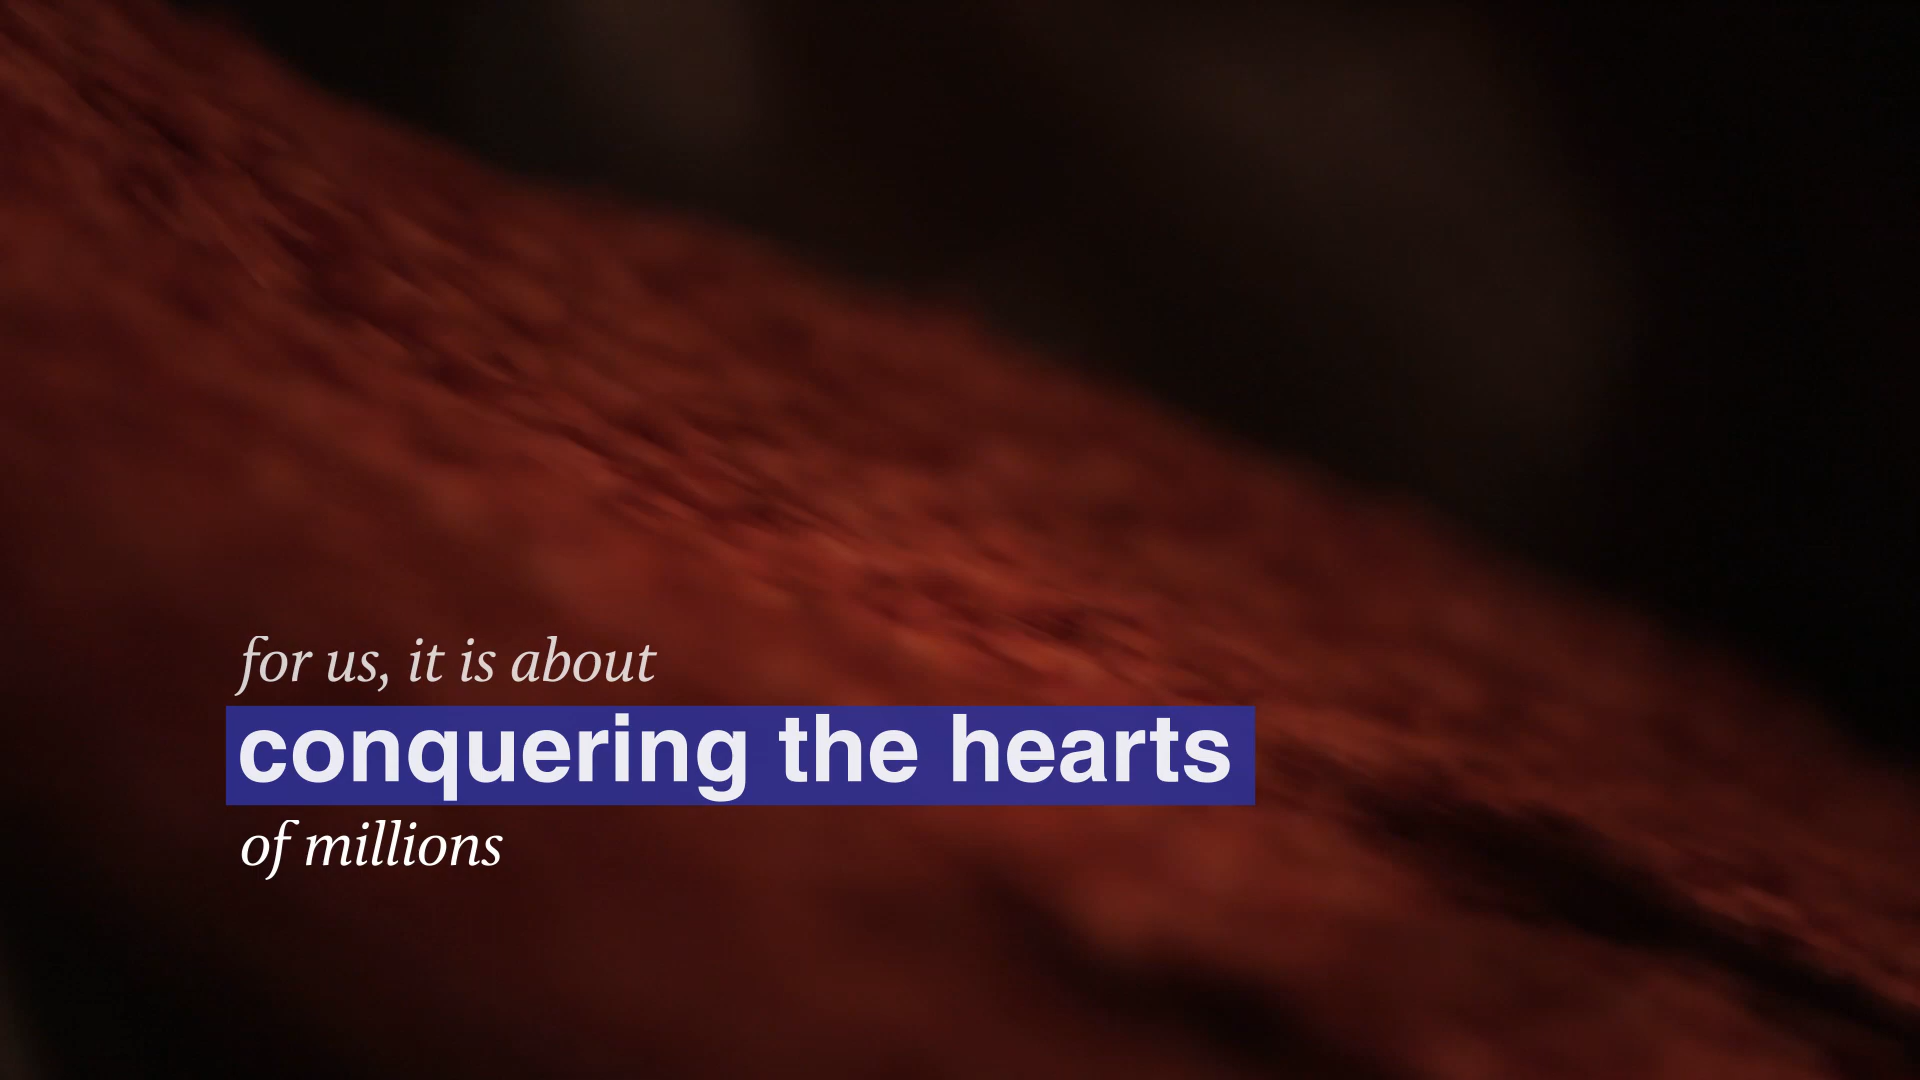 for us, it is about
conquering the hearts
of millions